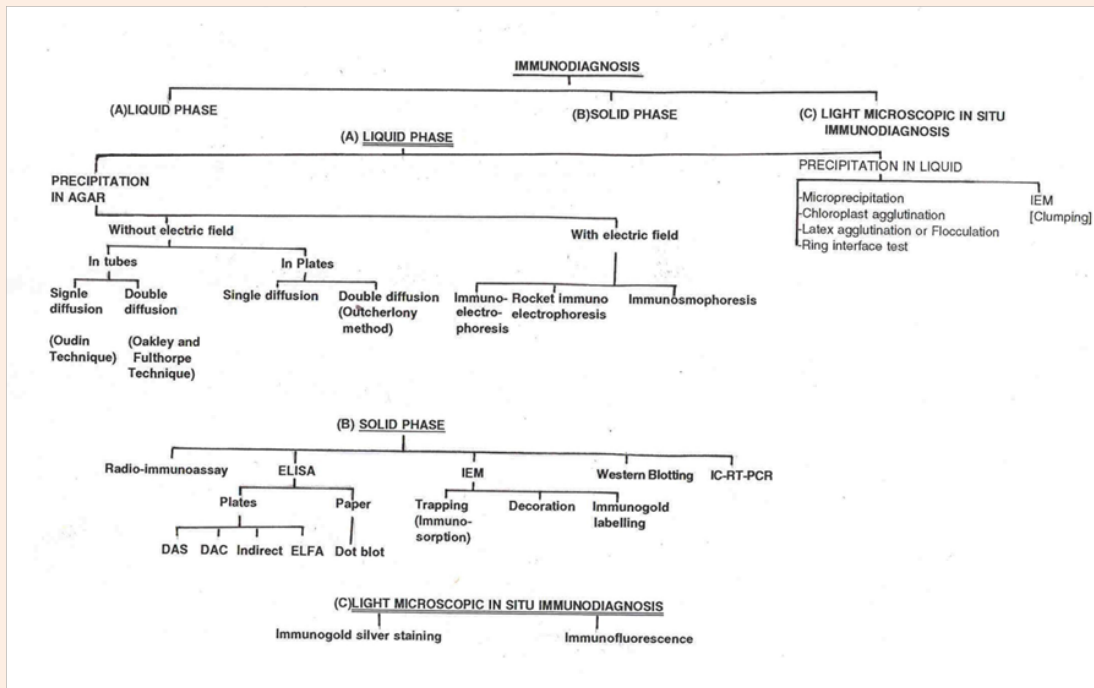 IMMUNODIAGNOSIS
(A)LIQUID PHASE
(B)SOLID PHASE
(C) LIGHT MICROSCOPIC IN SITU
IMMUNODIAGNOSIS
(A) LIQUID PHASE
PRECIPITATION
IN AGAR
PRECIPITATION IN LIQUID
-Microprecipitation
-Chloroplast agglutination
-Latex agglutination or Flocculation
-Ring interface test
IEM
[Clumping]
Without electric field
With electric field
In tubes
In Plates
Signle
diffusion
(Oudin
Technique)
Double
diffusion
(Oakley and
Fulthorpe
Technique)
Single diffusion
Double diffusion
(Outcherlony
method)
Immuno-
electro-
phoresis
Rocket immuno
electrophoresis
Immunosmophoresis
(B) SOLID PHASE
Radio-immunoassay
ELISA
IEM
Western Blotting
IC-RT-PCR
Plates
Paper
Trapping
(Immuno-
sorption)
Decoration
Immunogold
labelling
DAS
DAC
Indirect
ELFA
Dot blot
(C)LIGHT MICROSCOPIC IN SITU IMMUNODIAGNOSIS
Immunogold silver staining
Immunofluorescence